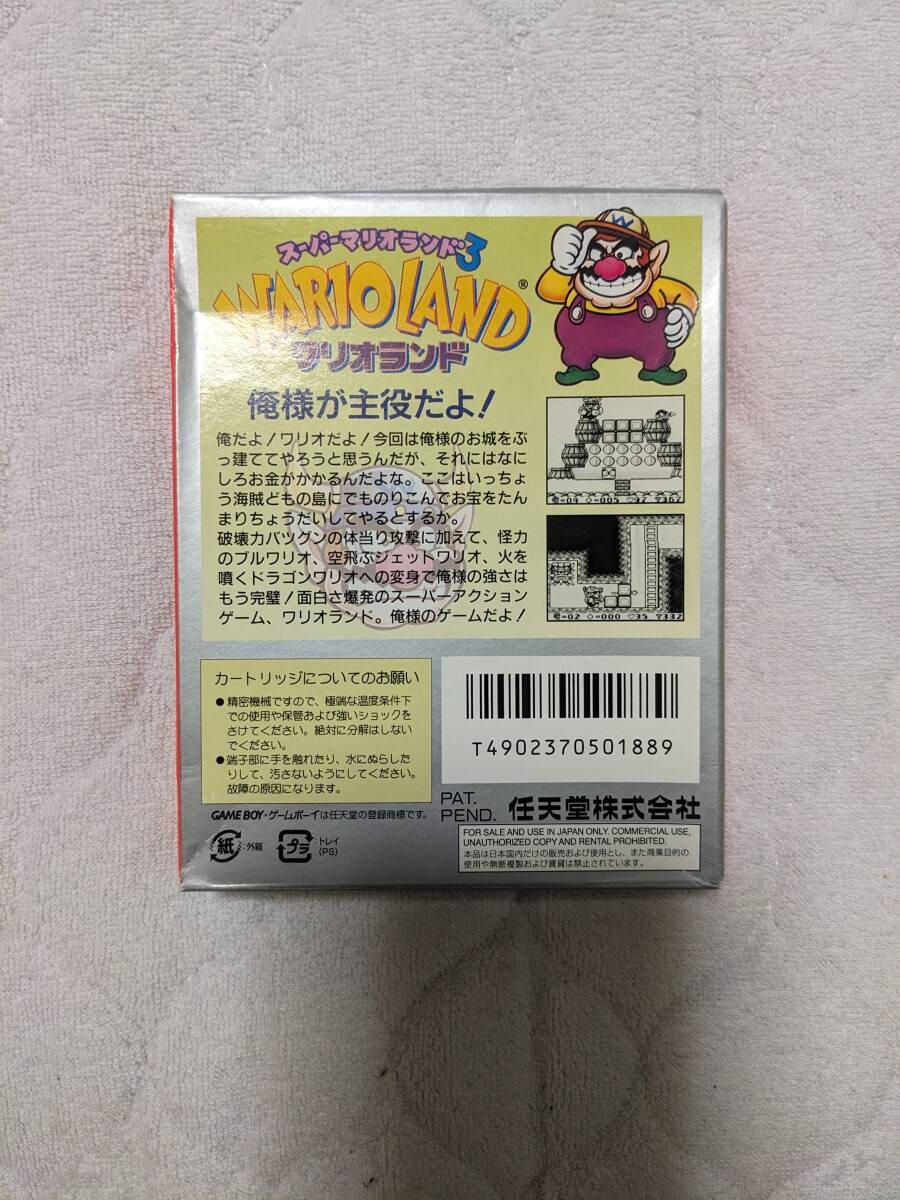 スーパーマリオランド3
WARIO LAND®
ワリオランド
W
俺様が主役だよ!
俺だよ!ワリオだよ!今回は俺様のお城をぶ
っ建ててやろうと思うんだが、それにはなに
しろお金がかかるんだよな。ここはいっちょ
う海賊どもの島にでものりこんでお宝をたん
まりちょうだいしてやるとするか。
破壊力バツグンの体当り攻撃に加えて、怪力
のブルワリオ、空飛ぶジェットワリオ、火を
噴くドラゴンワリオへの変身で俺様の強さは
もう完璧!面白さ爆発のスーパーアクション
ゲーム、ワリオランド。俺様のゲームだよ!
カートリッジについてのお願い
●精密機械ですので、極端な温度条件下
での使用や保管および強いショックを
さけてください。絶対に分解はしない
でください。
●端子部に手を触れたり、水にぬらした
りして、汚さないようにしてください。
故障の原因になります。
GAME BOY・ゲームボイは任天堂の登録商標です。
紙:外箱
プラ:トレイ
(PS)
T4902370501889
PAT.
PEND. 任天堂株式会社
FOR SALE AND USE IN JAPAN ONLY. COMMERCIAL USE,
UNAUTHORIZED COPY AND RENTAL PROHIBITED.
本品は日本国内だけの販売および使用とし、また商業目的の
使用や無断複製および賃貸は禁止されています。